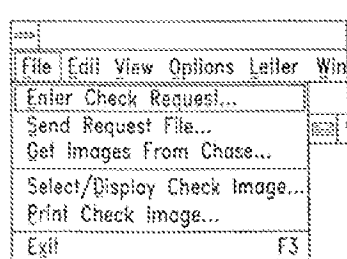 File Edit View Options Letter Win
Enter Check Request...
Send Request File...
Get Images From Chase...
Select/Display Check Image...
Print Check Image...
Exit F3